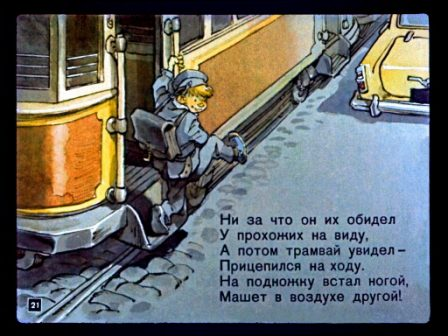 Ни за что он их обидел
У прохожих на виду,
А потом трамвай увидел –
Прицепился на ходу.
На подножку встал ногой,
Машет в воздухе другой!
21